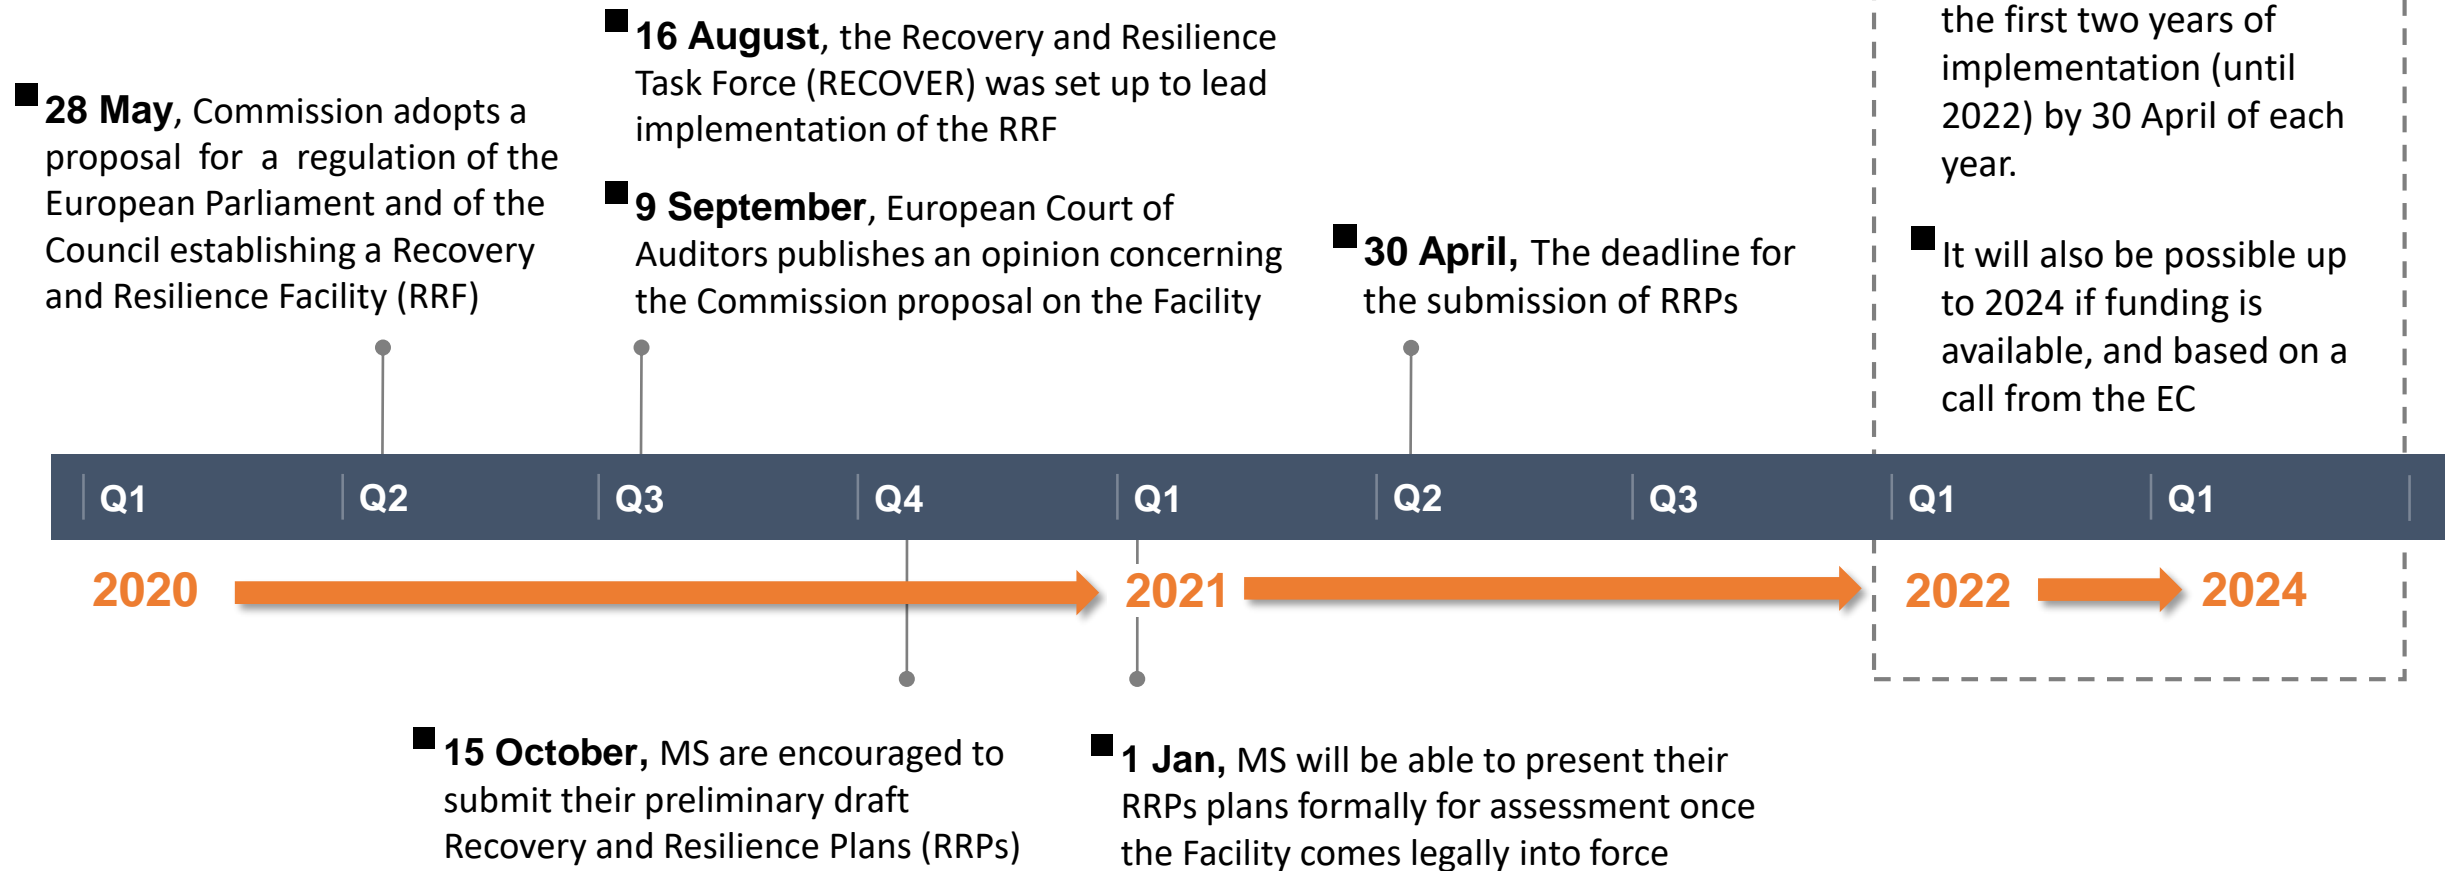 28 May, Commission adopts a
proposal for a regulation of the
European Parliament and of the
Council establishing a Recovery
and Resilience Facility (RRF)
16 August, the Recovery and Resilience
Task Force (RECOVER) was set up to lead
implementation of the RRF
9 September, European Court of
Auditors publishes an opinion concerning
the Commission proposal on the Facility
30 April, The deadline for
the submission of RRPs
the first two years of
implementation (until
2022) by 30 April of each
year.
It will also be possible up
to 2024 if funding is
available, and based on a
call from the EC
Q1 Q2 Q3 Q4 Q1 Q2 Q3 Q1 Q1
2020 2021 2022 2024
15 October, MS are encouraged to
submit their preliminary draft
Recovery and Resilience Plans (RRPs)
1 Jan, MS will be able to present their
RRPs plans formally for assessment once
the Facility comes legally into force